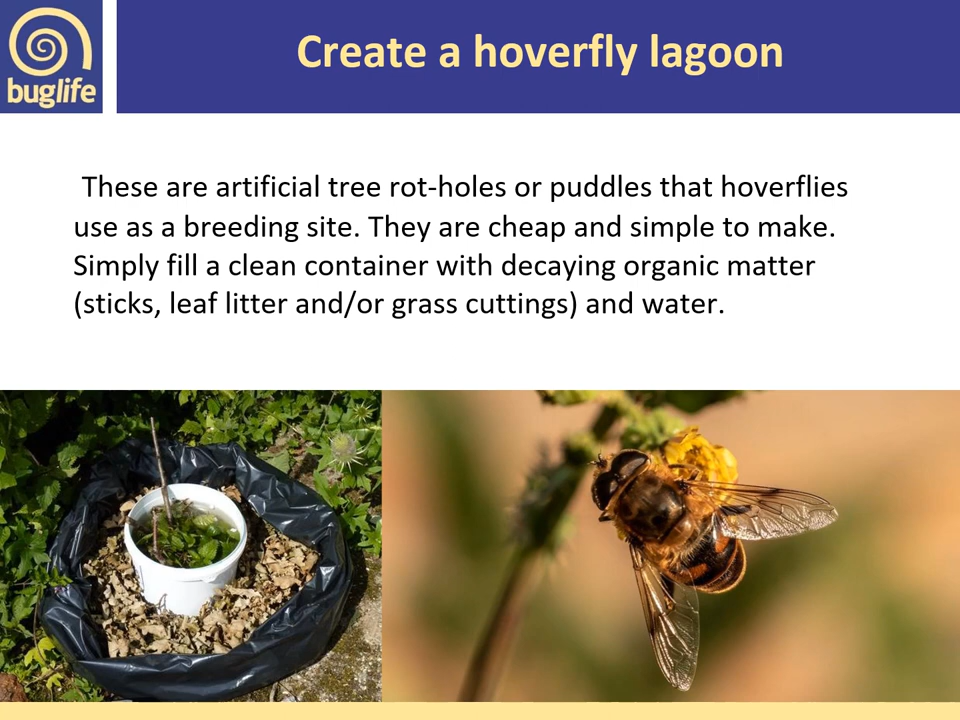 buglife
Create a hoverfly lagoon
These are artificial tree rot-holes or puddles that hoverflies
use as a breeding site. They are cheap and simple to make.
Simply fill a clean container with decaying organic matter
(sticks, leaf litter and/or grass cuttings) and water.